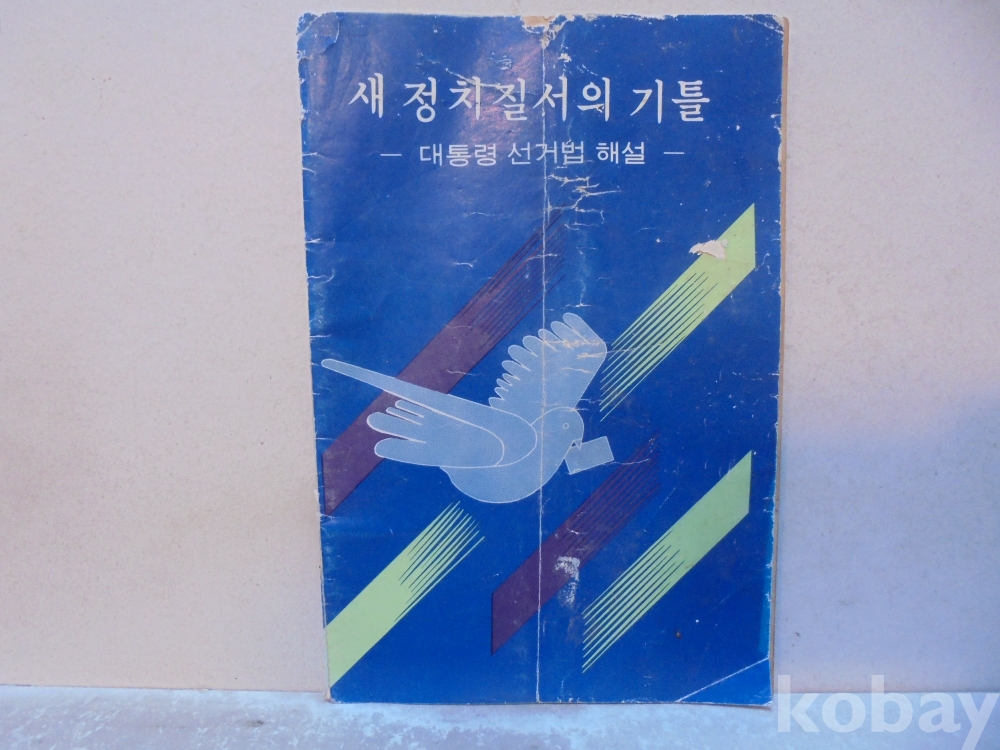 새 정치질서의 기틀
— 대통령 선거법 해설 —
kobay